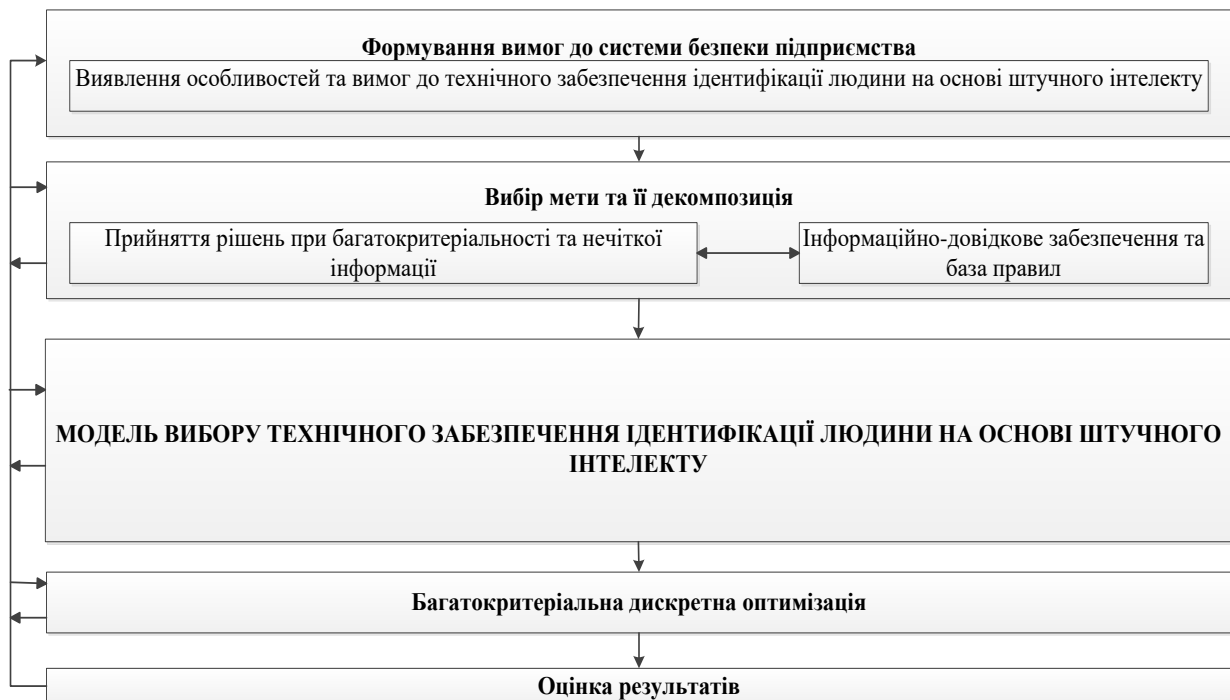 Формування вимог до системи безпеки підприємства
Виявлення особливостей та вимог до технічного забезпечення ідентифікації людини на основі штучного інтелекту
Вибір мети та її декомпозиція
Прийняття рішень при багатокритеріальності та нечіткої
інформації
Інформаційно-довідкове забезпечення та
база правил
МОДЕЛЬ ВИБОРУ ТЕХНІЧНОГО ЗАБЕЗПЕЧЕННЯ ІДЕНТИФІКАЦІЇ ЛЮДИНИ НА ОСНОВІ ШТУЧНОГО
ІНТЕЛЕКТУ
Багатокритеріальна дискретна оптимізація
Оцінка результатів